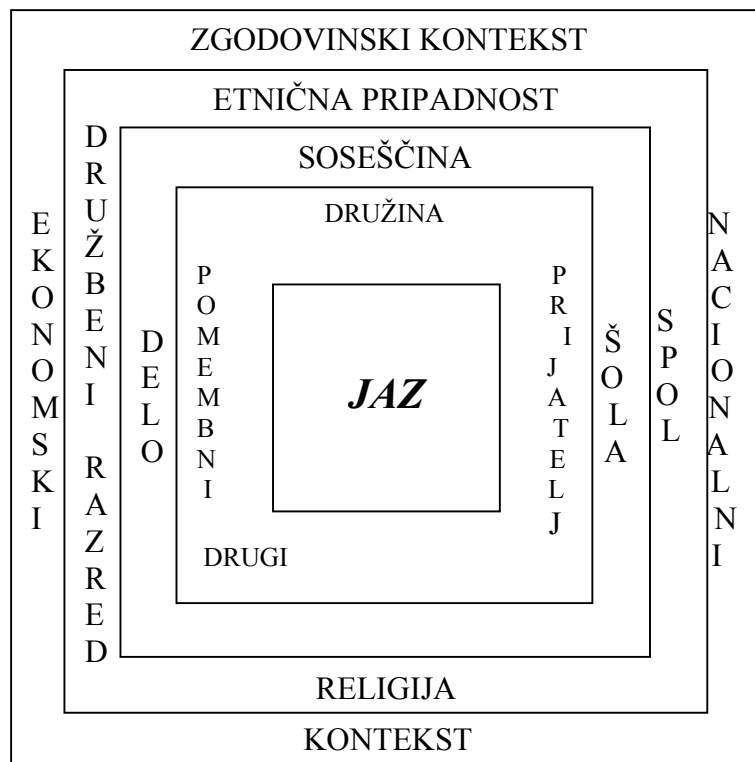 ZGODOVINSKI KONTEKST
ETNIČNA PRIPADNOST
SOSEŠČINA
DRUŽINA
EKONOMSKI
DRUŽBENI RAZRED
DELO
POMEMBNI
JAZ
PRIJATELJ
ŠOLA
SPOL
NACIONALNI
DRUGI
RELIGIJA
KONTEKST